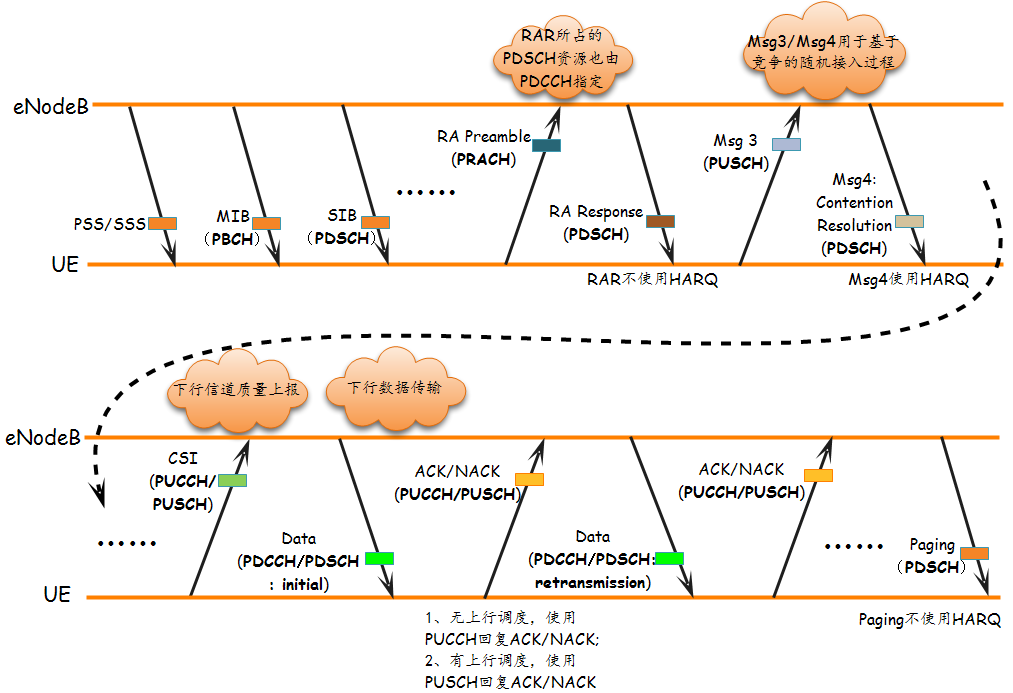 RAR所占的
PDSCH资源也由
PDCCH指定
Msg3/Msg4用于基于
竞争的随机接入过程
eNodeB
RA Preamble
(PRACH)
Msg 3
(PUSCH)
Msg4:
Contention
Resolution
(PDSCH)
······
PSS/SSS
MIB
(PBCH)
SIB
(PDSCH)
RA Response
(PDSCH)
UE
RAR不使用HARQ
Msg4使用HARQ
下行信道质量上报
下行数据传输
eNodeB
CSI
(PUCCH/
PUSCH)
ACK/NACK
(PUCCH/PUSCH)
ACK/NACK
(PUCCH/PUSCH)
······
Data
(PDCCH/PDSCH
: initial)
Data
(PDCCH/PDSCH:
retransmission)
······
Paging
(PDSCH)
UE
1、无上行调度，使用
PUCCH回复ACK/NACK;
2、有上行调度，使用
PUSCH回复ACK/NACK
Paging不使用HARQ